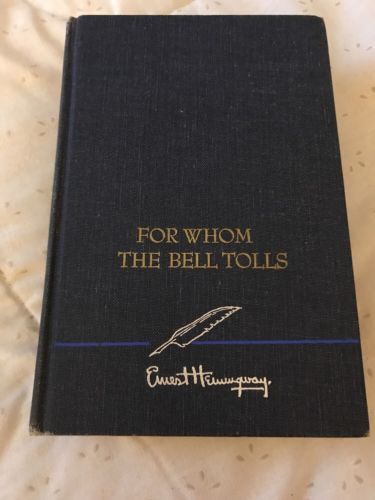 FOR WHOM
THE BELL TOLLS
Ernest Hemingway.